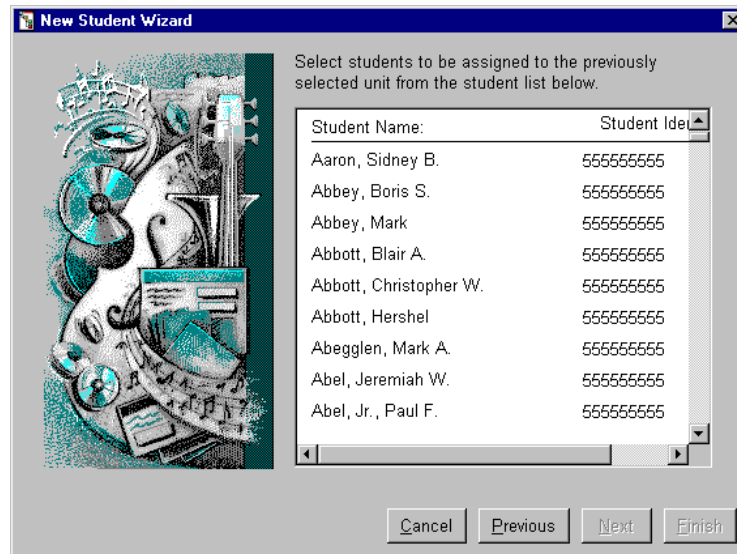 New Student Wizard
Select students to be assigned to the previously
selected unit from the student list below.
Student Name: Student Iden
Aaron, Sidney B. 555555555
Abbey, Boris S. 555555555
Abbey, Mark 555555555
Abbott, Blair A. 555555555
Abbott, Christopher W. 555555555
Abbott, Hershel 555555555
Abegglen, Mark A. 555555555
Abel, Jeremiah W. 555555555
Abel, Jr., Paul F. 555555555
Cancel Previous Next Finish